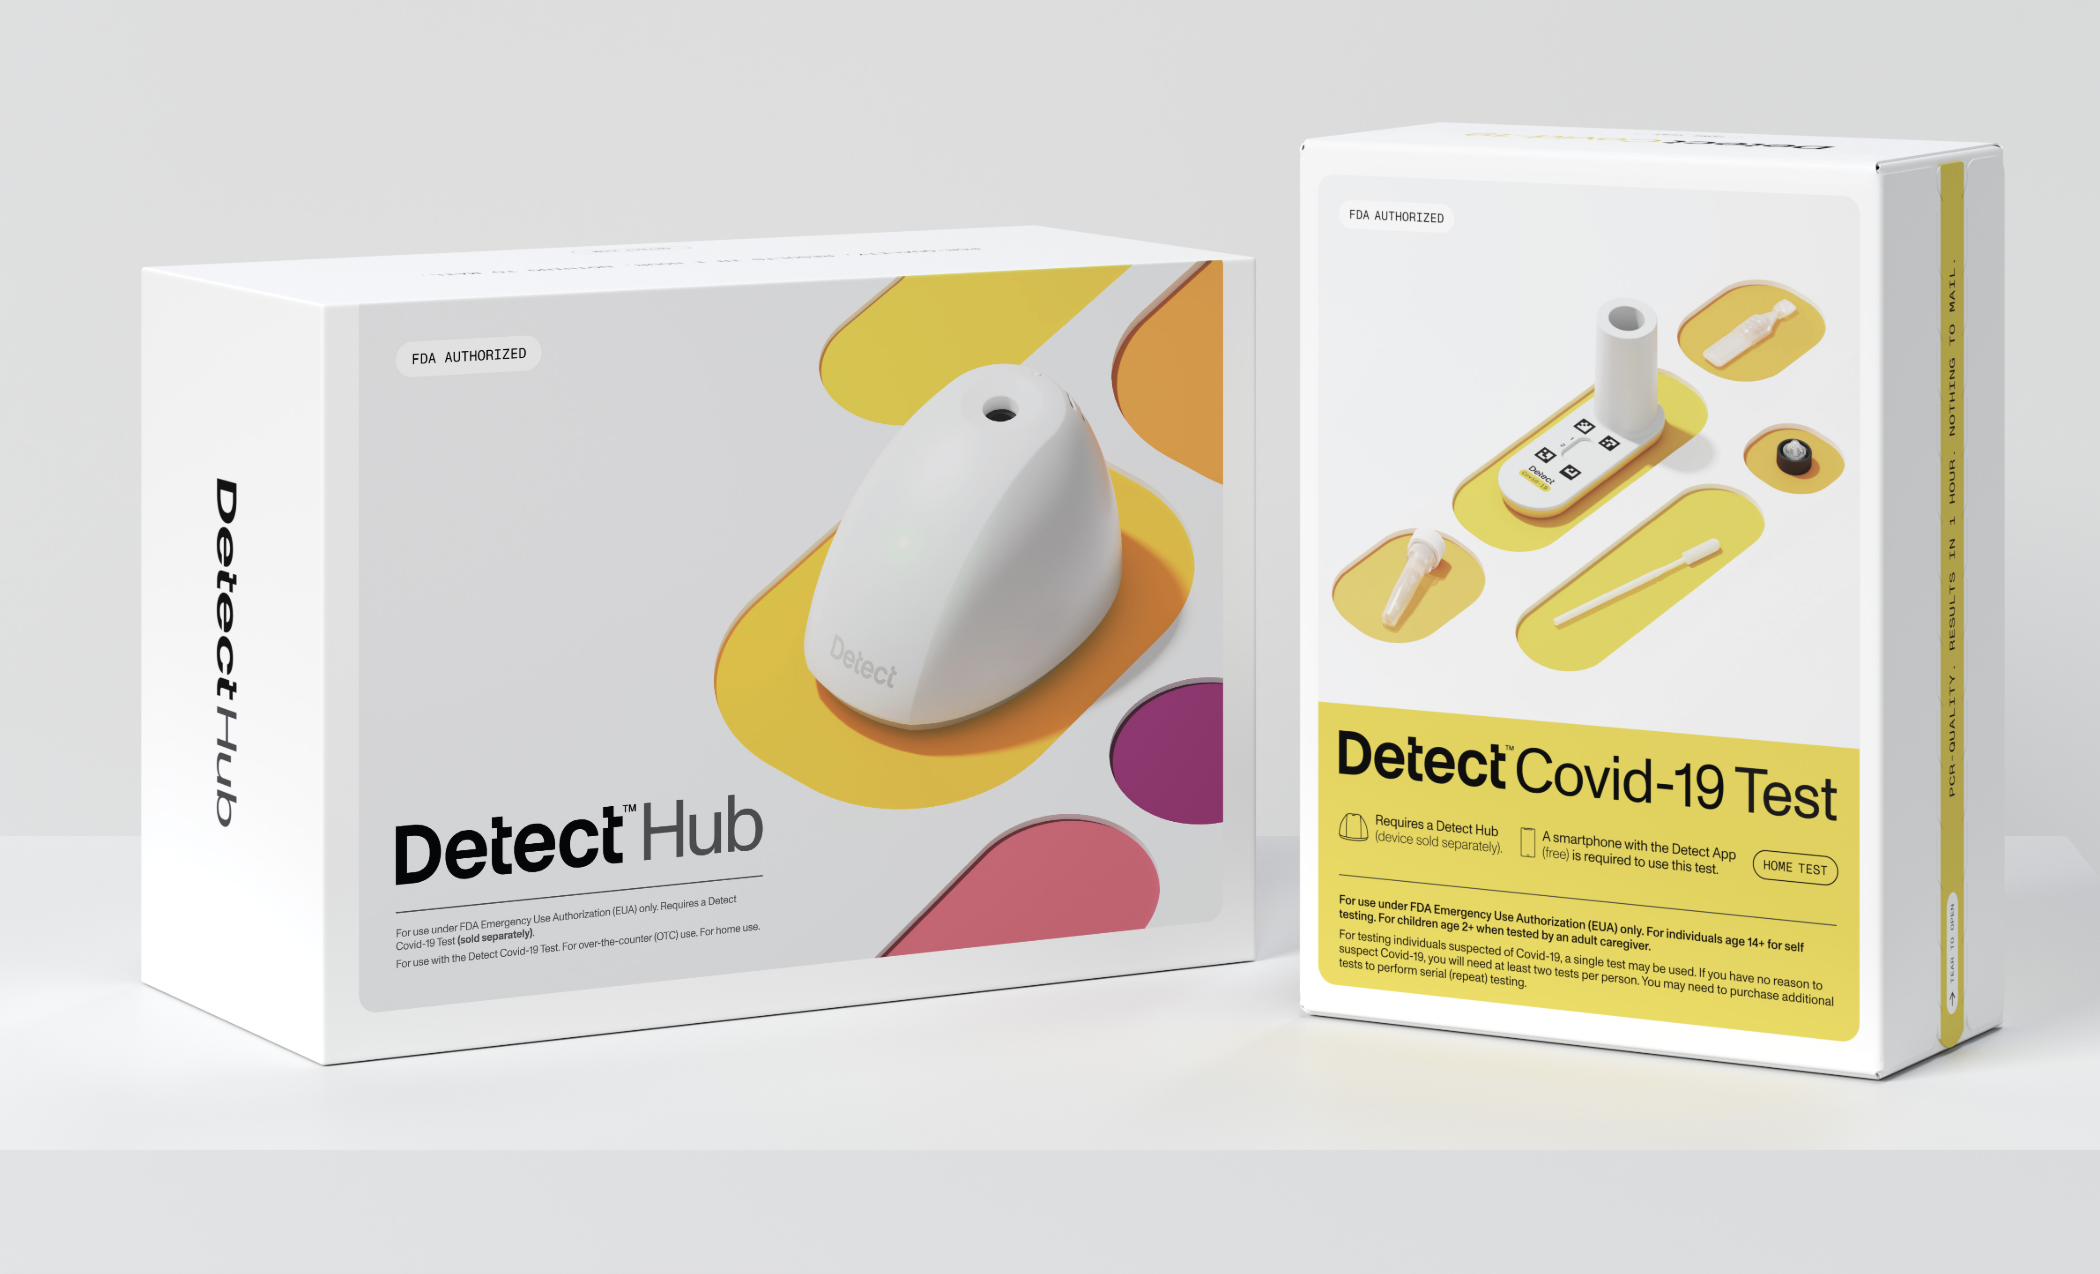 Detect Hub
FDA AUTHORIZED
Detect
Detect™ Hub
For use under FDA Emergency Use Authorization (EUA) only. Requires a Detect
Covid-19 Test (sold separately).
For use with the Detect Covid-19 Test. For over-the-counter (OTC) use. For home use.
Detect Covid-19
FDA AUTHORIZED
Detect
Covid-19
Detect™ Covid-19 Test
Requires a Detect Hub
(device sold separately).
A smartphone with the Detect App
(free) is required to use this test.
HOME TEST
For use under FDA Emergency Use Authorization (EUA) only. For individuals age 14+ for self
testing. For children age 2+ when tested by an adult caregiver.
For testing individuals suspected of Covid-19, a single test may be used. If you have no reason to
suspect Covid-19, you will need at least two tests per person. You may need to purchase additional
tests to perform serial (repeat) testing.
PCR-QUALITY. RESULTS IN 1 HOUR. NOTHING TO MAIL.
← TEAR TO OPEN